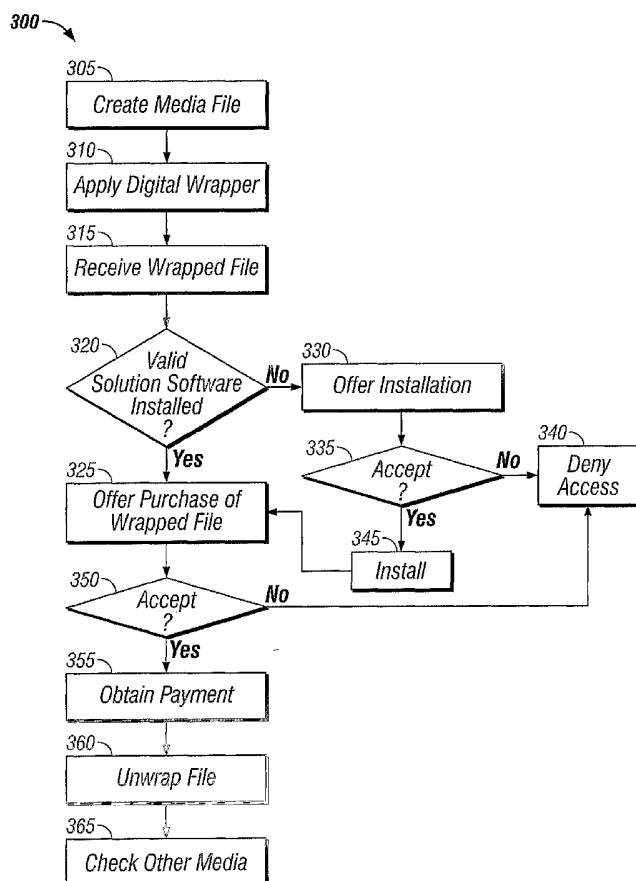 300
305
Create Media File
310
Apply Digital Wrapper
315
Receive Wrapped File
320
Valid
Solution Software
Installed
?
No
Yes
330
Offer Installation
335
Accept
?
No
Yes
340
Deny
Access
325
Offer Purchase of
Wrapped File
345
Install
350
Accept
?
No
Yes
355
Obtain Payment
360
Unwrap File
365
Check Other Media